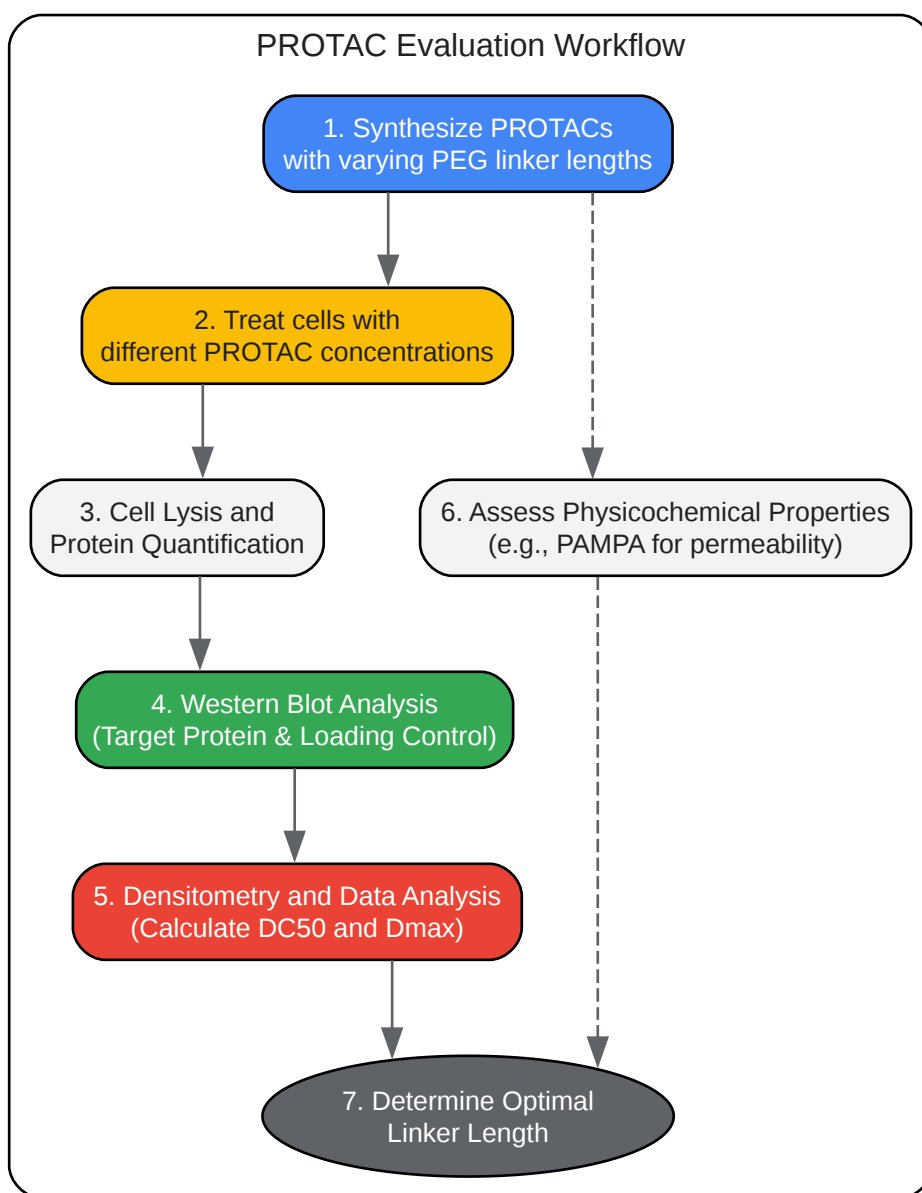 PROTAC Evaluation Workflow
1. Synthesize PROTACs
with varying PEG linker lengths
2. Treat cells with
different PROTAC concentrations
3. Cell Lysis and
Protein Quantification
6. Assess Physicochemical Properties
(e.g., PAMPA for permeability)
4. Western Blot Analysis
(Target Protein & Loading Control)
5. Densitometry and Data Analysis
(Calculate DC50 and Dmax)
7. Determine Optimal
Linker Length